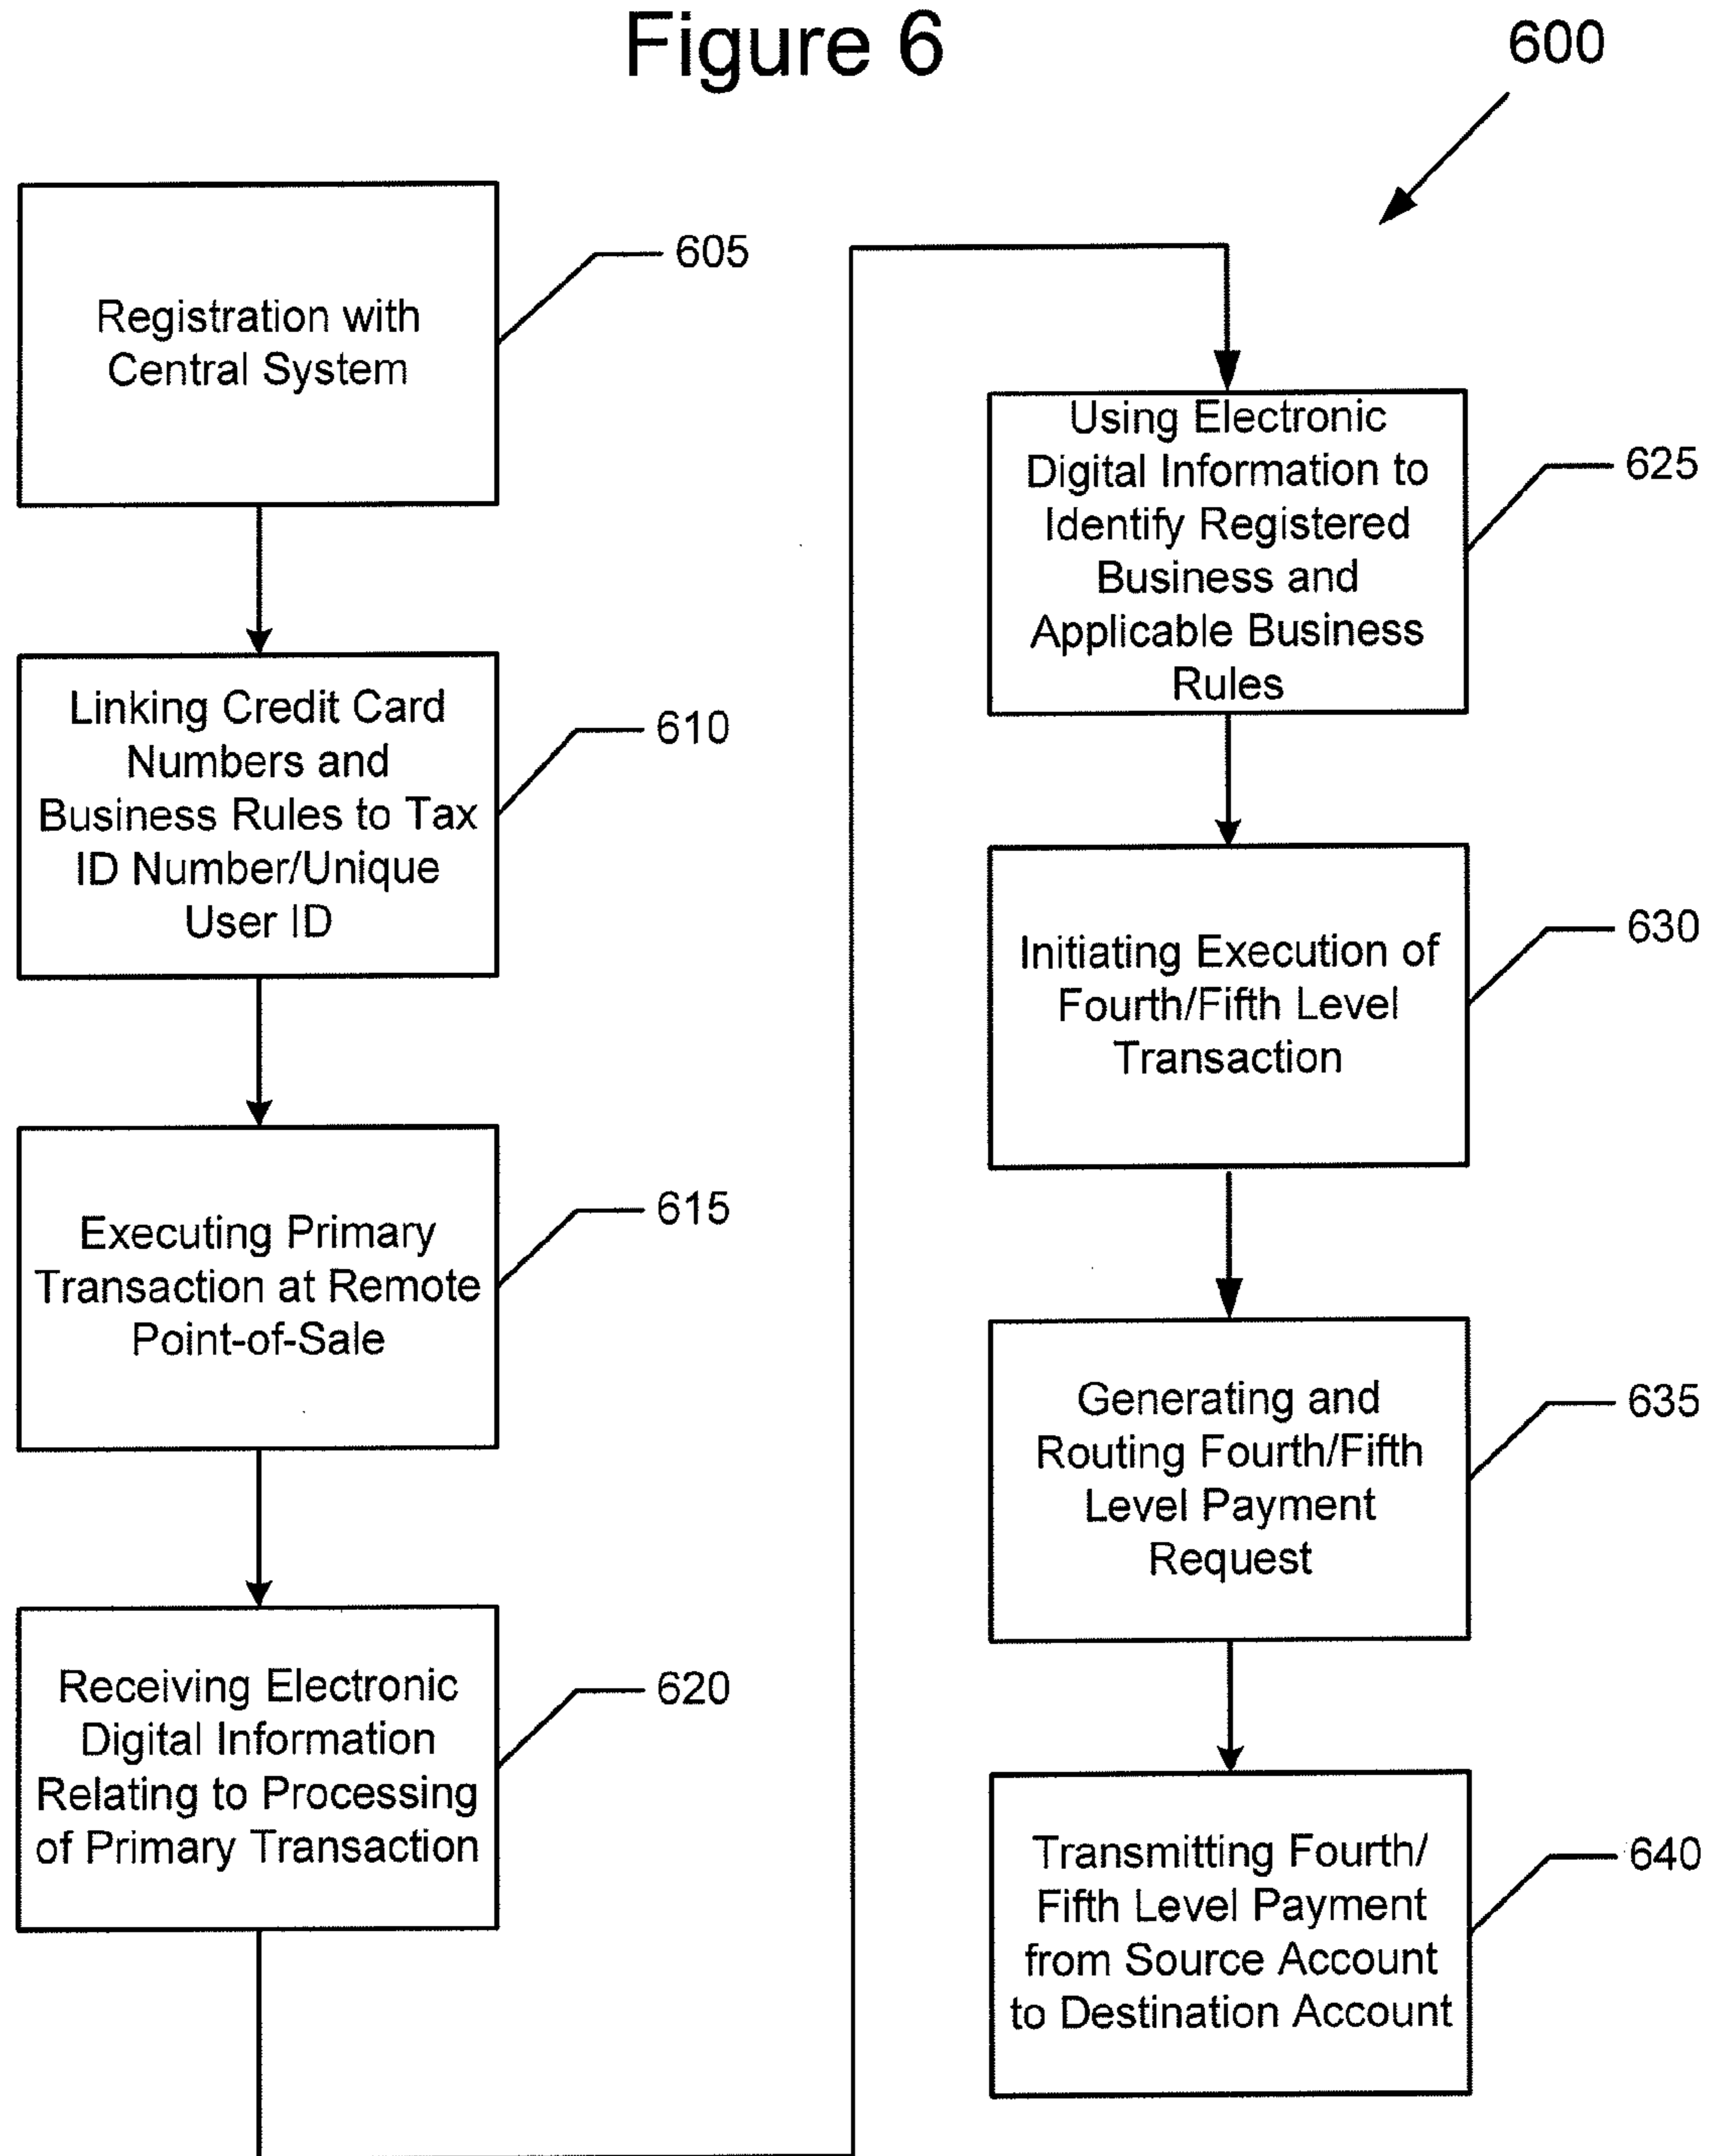 Figure 6
600
Registration with
Central System
605
Linking Credit Card
Numbers and
Business Rules to Tax
ID Number/Unique
User ID
610
Executing Primary
Transaction at Remote
Point-of-Sale
615
Receiving Electronic
Digital Information
Relating to Processing
of Primary Transaction
620
Using Electronic
Digital Information to
Identify Registered
Business and
Applicable Business
Rules
625
Initiating Execution of
Fourth/Fifth Level
Transaction
630
Generating and
Routing Fourth/Fifth
Level Payment
Request
635
Transmitting Fourth/
Fifth Level Payment
from Source Account
to Destination Account
640